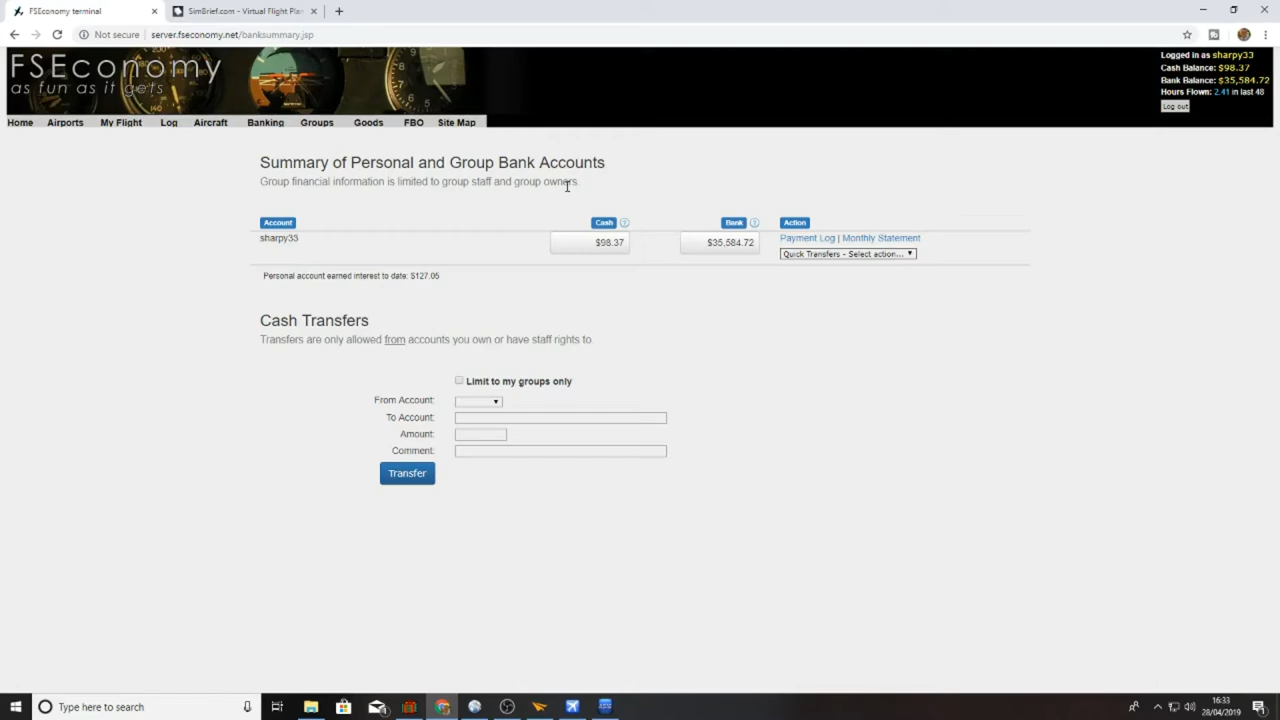 FSEconomy terminal
SimBrief.com - Virtual Flight Plan
Not secure | server.fseconomy.net/banksummary.jsp
FSEconomy
as fun as it gets
Logged in as sharpy33
Cash Balance: $98.37
Bank Balance: $35,584.72
Hours Flown: 2.41 in last 48
Log out
Home Airports My Flight Log Aircraft Banking Groups Goods FBO Site Map
Summary of Personal and Group Bank Accounts
Group financial information is limited to group staff and group owners.
Account Cash ? Bank ? Action
sharpy33 $98.37 $35,584.72 Payment Log | Monthly Statement
Quick Transfers - Select action...
Personal account earned interest to date: $127.05
Cash Transfers
Transfers are only allowed from accounts you own or have staff rights to.
Limit to my groups only
From Account:
To Account:
Amount:
Comment:
Transfer
Type here to search
16:33
28/04/2019